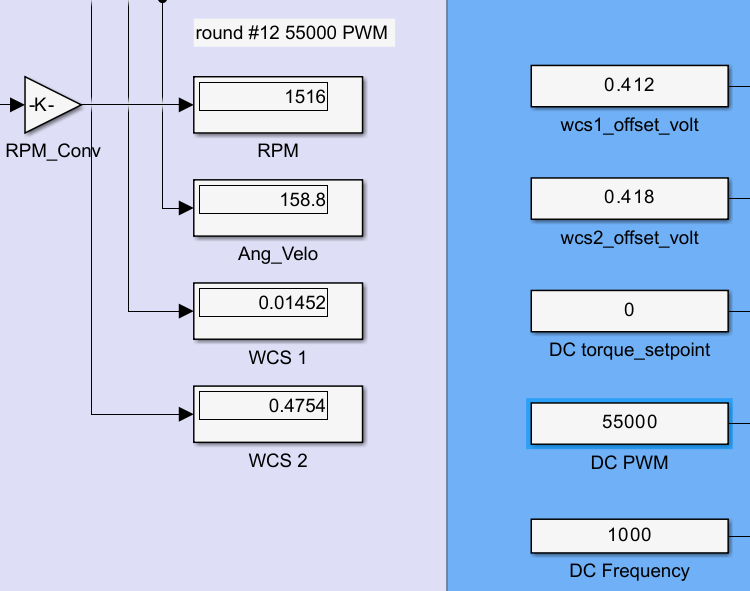 round #12 55000 PWM
-K-
RPM_Conv
1516
RPM
158.8
Ang_Velo
0.01452
WCS 1
0.4754
WCS 2
0.412
wcs1_offset_volt
0.418
wcs2_offset_volt
0
DC torque_setpoint
55000
DC PWM
1000
DC Frequency